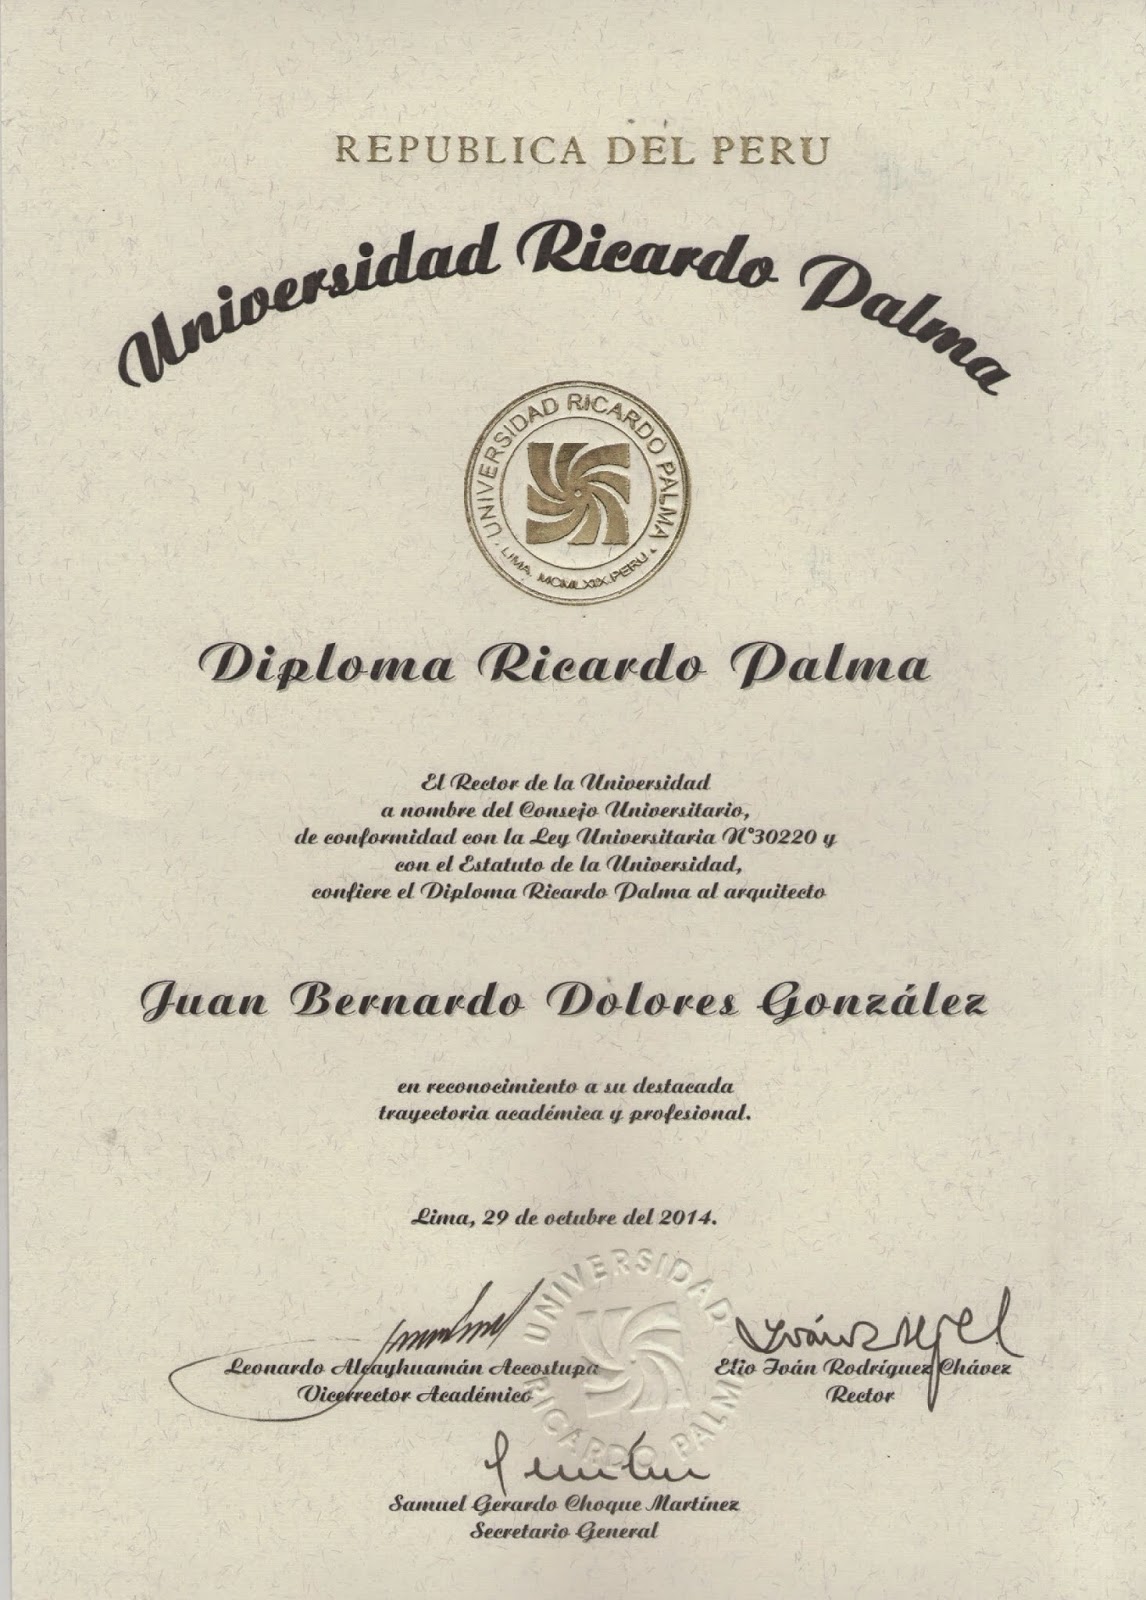 REPUBLICA DEL PERU
Universidad Ricardo Palma
UNIVERSIDAD RICARDO PALMA
LIMA. MCMLXIX. PERU
Diploma Ricardo Palma
El Rector de la Universidad
a nombre del Consejo Universitario,
de conformidad con la Ley Universitaria N°30220 y
con el Estatuto de la Universidad,
confiere el Diploma Ricardo Palma al arquitecto
Juan Bernardo Dolores González
en reconocimiento a su destacada
trayectoria académica y profesional.
Lima, 29 de octubre del 2014.
UNIVERSIDAD
RICARDO PALMA
Leonardo Alcayhuamán Accostupa
Vicerrector Académico
Elio Iván Rodríguez Chávez
Rector
Samuel Gerardo Choque Martínez
Secretario General